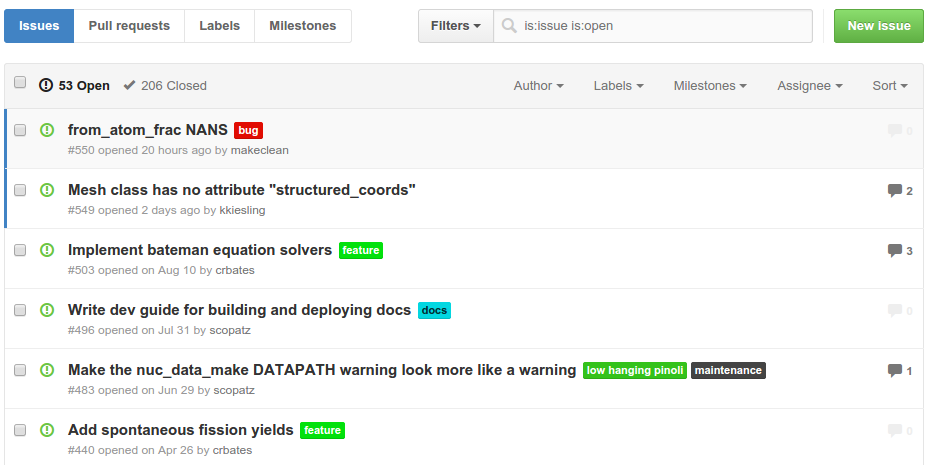 Issues Pull requests Labels Milestones Filters is:issue is:open New issue
53 Open 206 Closed Author Labels Milestones Assignee Sort
from_atom_frac NANS bug 0
#550 opened 20 hours ago by makeclean
Mesh class has no attribute "structured_coords" 2
#549 opened 2 days ago by kkiesling
Implement bateman equation solvers feature 3
#503 opened on Aug 10 by crbates
Write dev guide for building and deploying docs docs 0
#496 opened on Jul 31 by scopatz
Make the nuc_data_make DATAPATH warning look more like a warning low hanging pinoli maintenance 1
#483 opened on Jun 29 by scopatz
Add spontaneous fission yields feature 0
#440 opened on Apr 26 by crbates